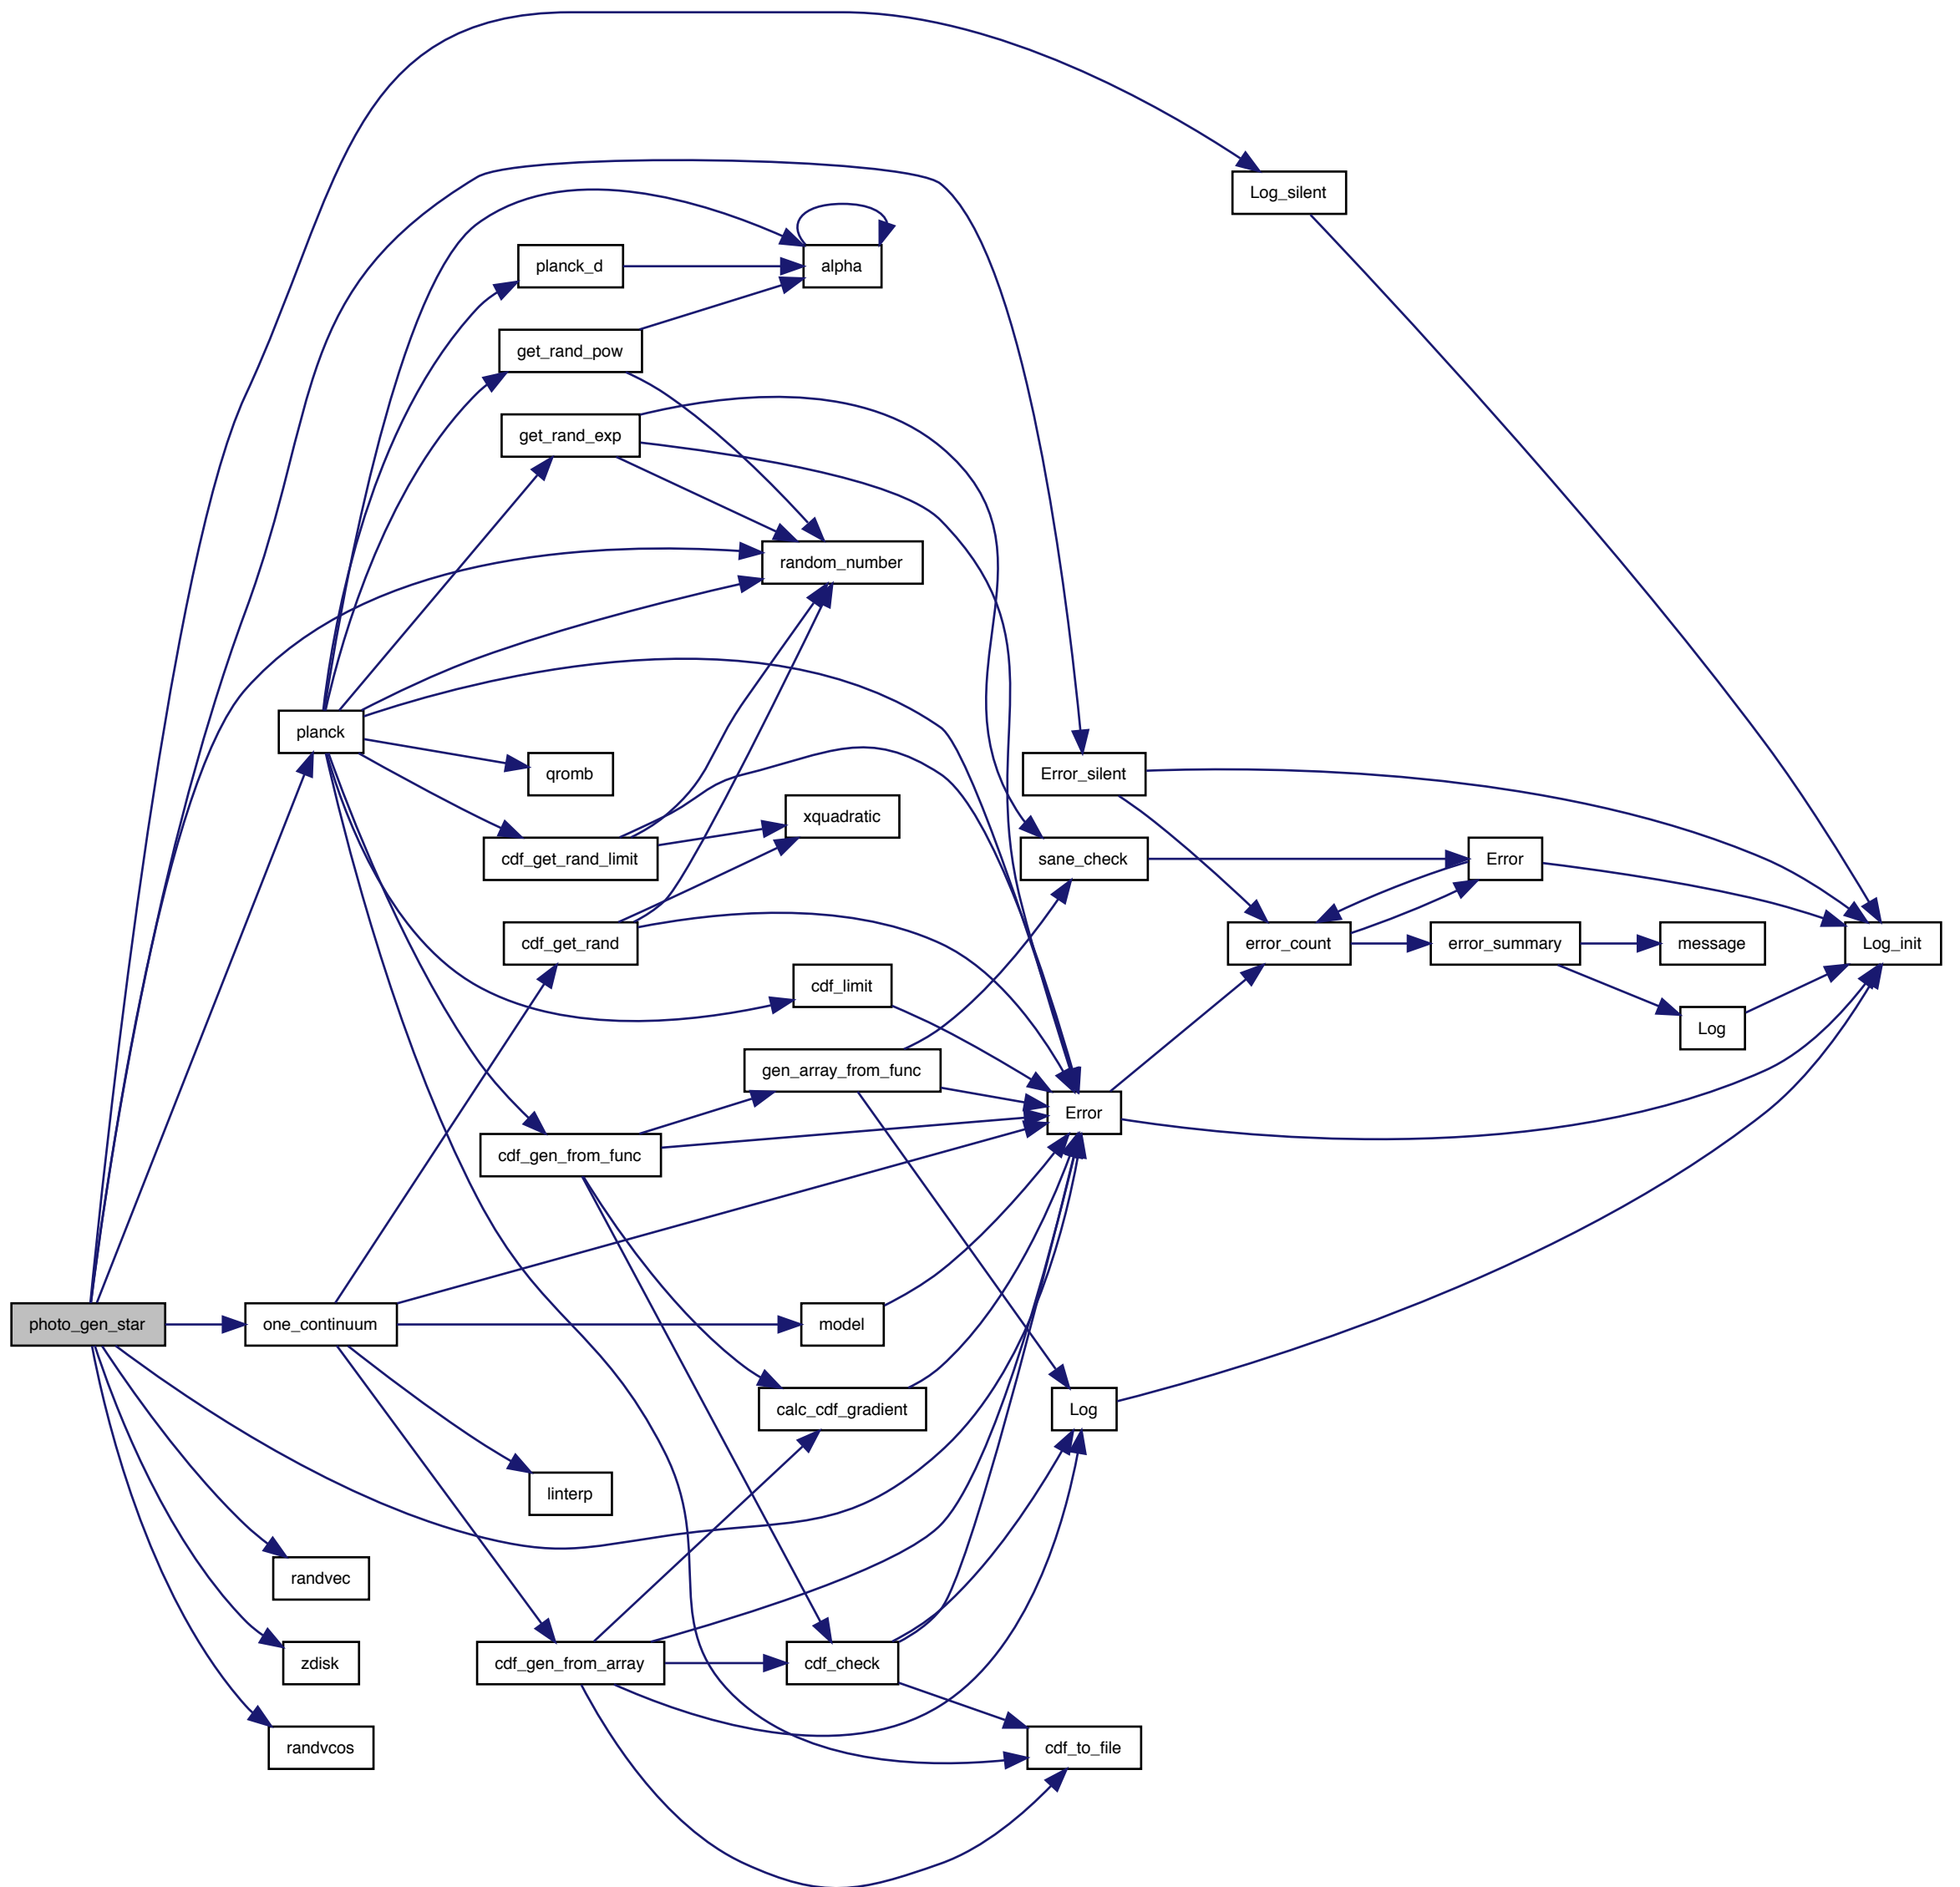 Log_silent
planck_d
alpha
get_rand_pow
get_rand_exp
random_number
planck
qromb
Error_silent
xquadratic
cdf_get_rand_limit
sane_check
Error
cdf_get_rand
error_count
error_summary
message
Log_init
cdf_limit
Log
gen_array_from_func
Error
cdf_gen_from_func
photo_gen_star
one_continuum
model
calc_cdf_gradient
Log
linterp
randvec
zdisk
cdf_gen_from_array
cdf_check
randvcos
cdf_to_file